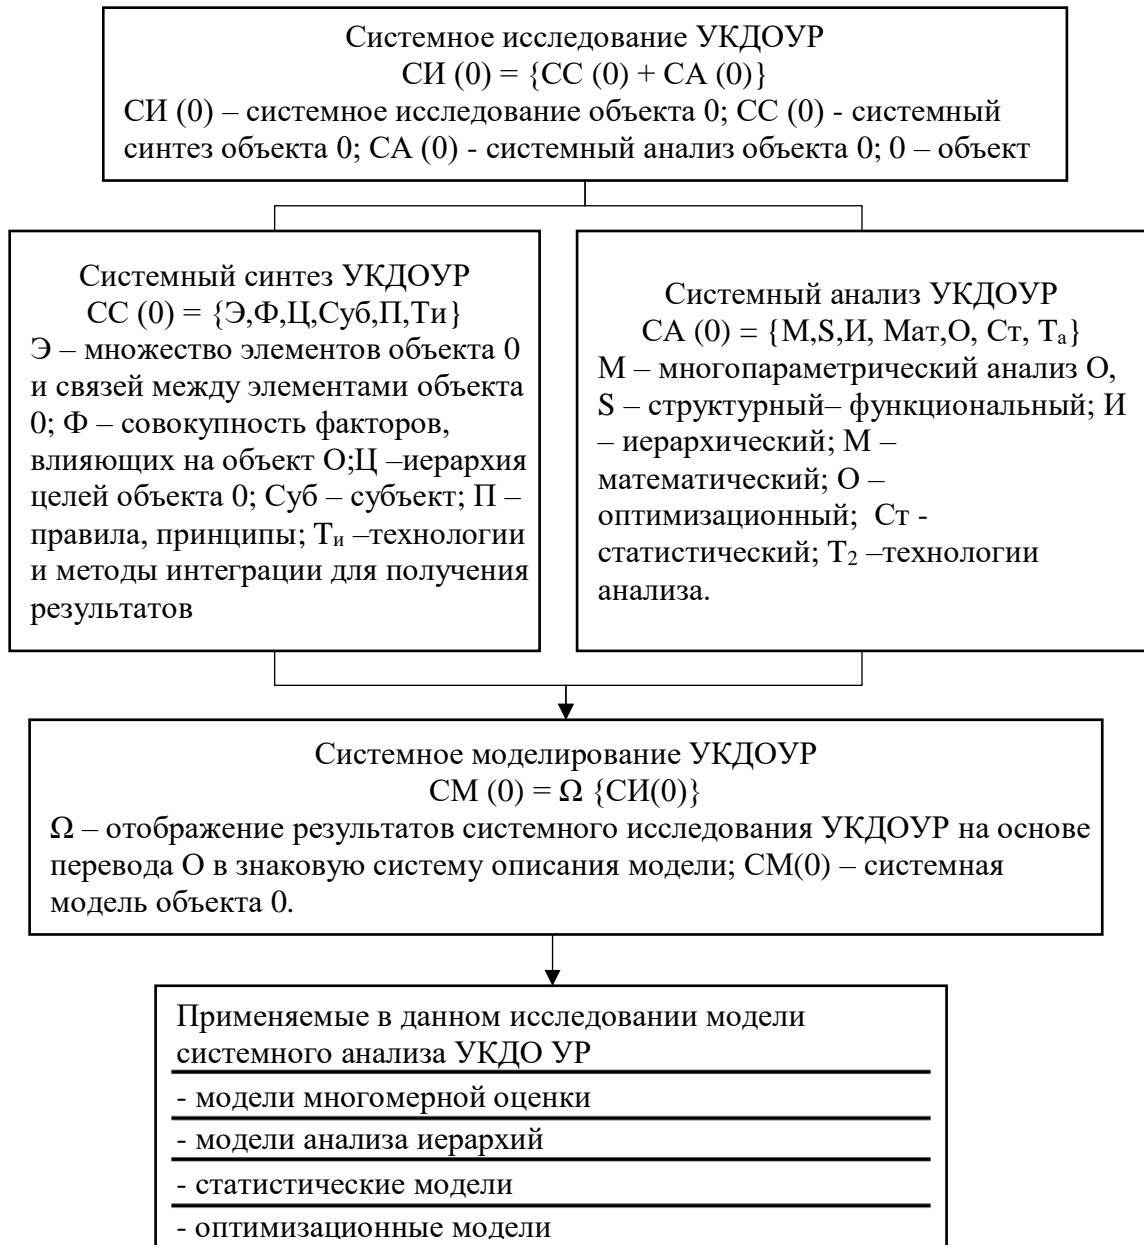 Системное исследование УКДОУР
СИ (0) = {СС (0) + СА (0)}
СИ (0) – системное исследование объекта 0; СС (0) - системный
синтез объекта 0; СА (0) - системный анализ объекта 0; 0 – объект
Системный синтез УКДОУР
СС (0) = {Э,Ф,Ц,Суб,П,Ти}
Э – множество элементов объекта 0
и связей между элементами объекта
0; Ф – совокупность факторов,
влияющих на объект О;Ц –иерархия
целей объекта 0; Суб – субъект; П –
правила, принципы; Ти –технологии
и методы интеграции для получения
результатов
Системный анализ УКДОУР
СА (0) = {М,S,И, Мат,О, Ст, Та}
М – многопараметрический анализ О,
S – структурный– функциональный; И
– иерархический; М –
математический; О –
оптимизационный;  Ст -
статистический; Т2 –технологии
анализа.
Системное моделирование УКДОУР
СМ (0) = Ω {СИ(0)}
Ω – отображение результатов системного исследования УКДОУР на основе
перевода О в знаковую систему описания модели; СМ(0) – системная
модель объекта 0.
Применяемые в данном исследовании модели
системного анализа УКДО УР
- модели многомерной оценки
- модели анализа иерархий
- статистические модели
- оптимизационные модели